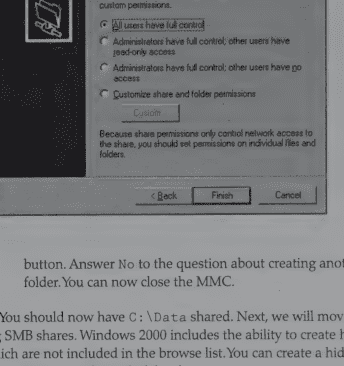 custom permissions.
All users have full control
Administrators have full control; other users have
read-only access
Administrators have full control; other users have no
access
Customize share and folder permissions
Custom
Because share permissions only control network access to
the share, you should set permissions on individual files and
folders.
< Back Finish Cancel
button. Answer No to the question about creating
folder. You can now close the MMC.
You should now have C:\Data shared. Next, we will
SMB shares. Windows 2000 includes the ability to create
are not included in the browse list. You can create a